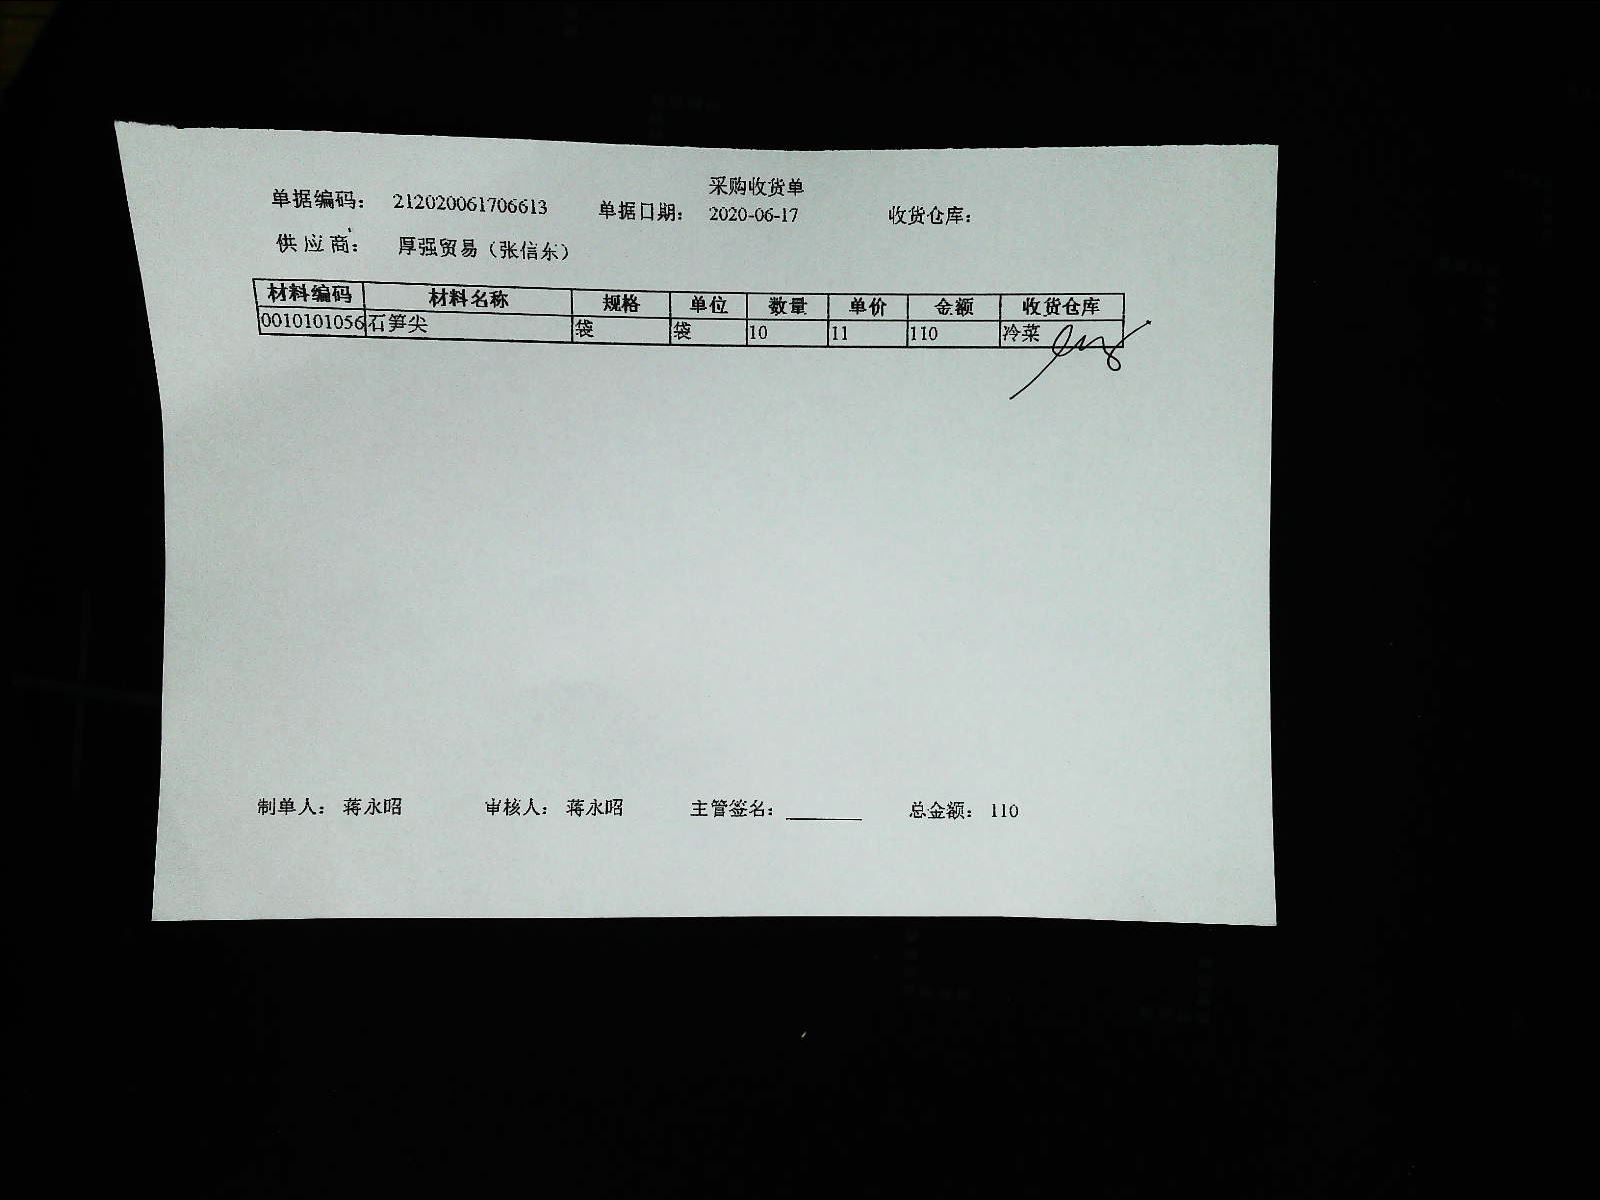 采购收货单
单据编码： 212020061706613 单据日期： 2020-06-17 收货仓库：
供应商： 厚强贸易（张信东）
材料编码 材料名称 规格 单位 数量 单价 金额 收货仓库
0010101056 石笋尖 袋 袋 10 11 110 冷菜
制单人： 蒋永昭 审核人： 蒋永昭 主管签名： 总金额： 110